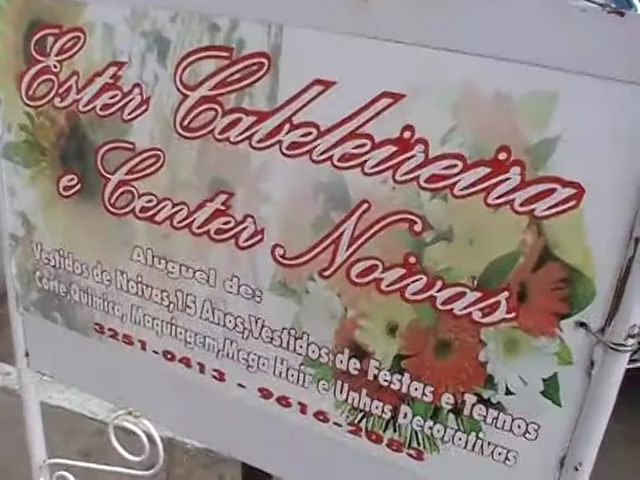 Ester Cabeleireira
e Center Noivas
Aluguel de:
Vestidos de Noivas,15 Anos,Vestidos de Festas e Ternos
Corte,Quimica, Maquiagem,Mega Hair e Unhas Decorativas
3251-0413 - 9616-2083